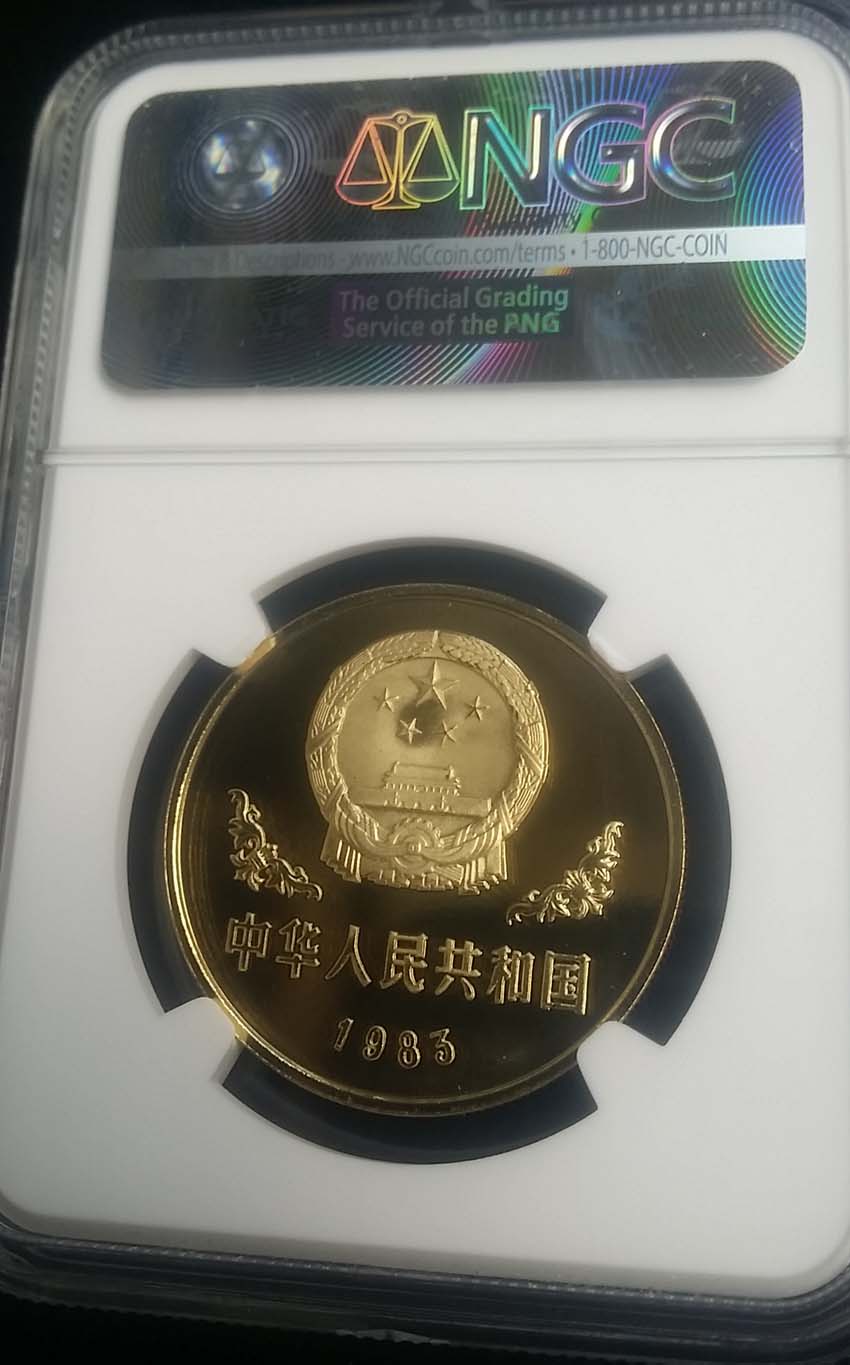 NGC
Descriptions - www.NGCcoin.com/terms • 1-800-NGC-COIN
The Official Grading
Service of the PNG
中华人民共和国
1983